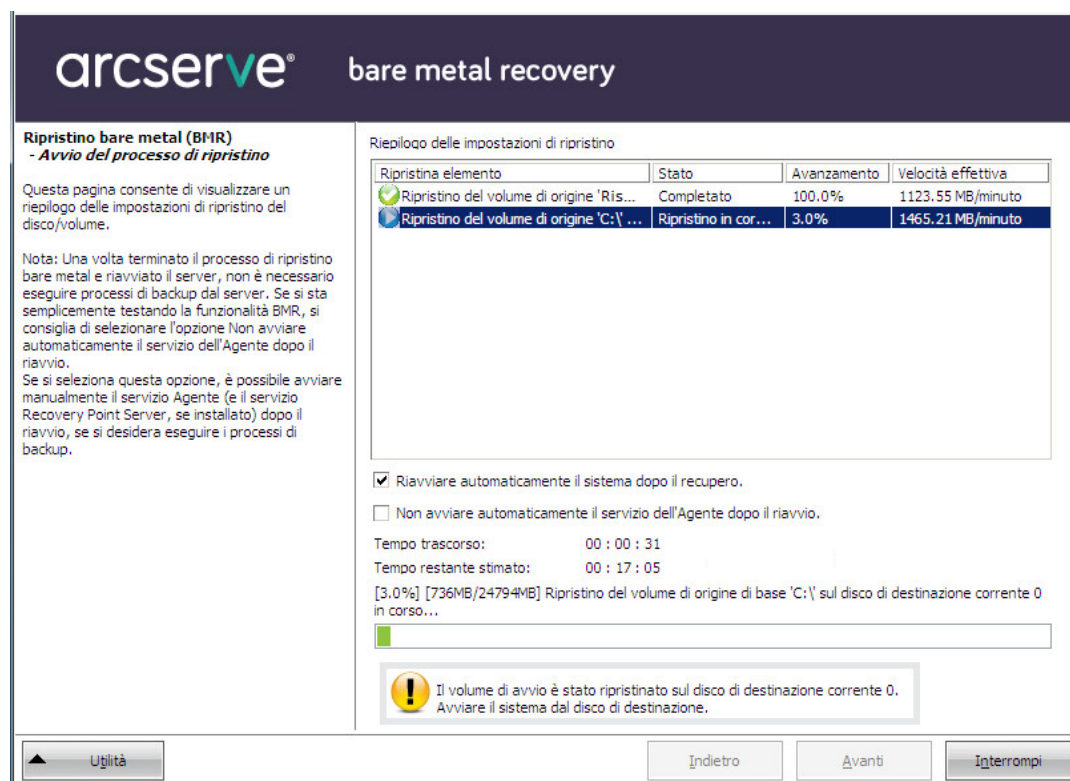 arcserve®
bare metal recovery
Ripristino bare metal (BMR)
- Avvio del processo di ripristino
Questa pagina consente di visualizzare un
riepilogo delle impostazioni di ripristino del
disco/volume.
Nota: Una volta terminato il processo di ripristino
bare metal e riavviato il server, non è necessario
eseguire processi di backup dal server. Se si sta
semplicemente testando la funzionalità BMR, si
consiglia di selezionare l'opzione Non avviare
automaticamente il servizio dell'Agente dopo il
riavvio.
Se si seleziona questa opzione, è possibile avviare
manualmente il servizio Agente (e il servizio
Recovery Point Server, se installato) dopo il
riavvio, se si desidera eseguire i processi di
backup.
Riepilogo delle impostazioni di ripristino
Ripristina elemento Stato Avanzamento Velocità effettiva
Ripristino del volume di origine 'Ris... Completato 100.0% 1123.55 MB/minuto
Ripristino del volume di origine 'C:\' ... Ripristino in cor... 3.0% 1465.21 MB/minuto
Riavviare automaticamente il sistema dopo il recupero.
Non avviare automaticamente il servizio dell'Agente dopo il riavvio.
Tempo trascorso: 00 : 00 : 31
Tempo restante stimato: 00 : 17 : 05
[3.0%] [736MB/24794MB] Ripristino del volume di origine di base 'C:\' sul disco di destinazione corrente 0
in corso...
Il volume di avvio è stato ripristinato sul disco di destinazione corrente 0.
Avviare il sistema dal disco di destinazione.
Utilità
Indietro
Avanti
Interrompi